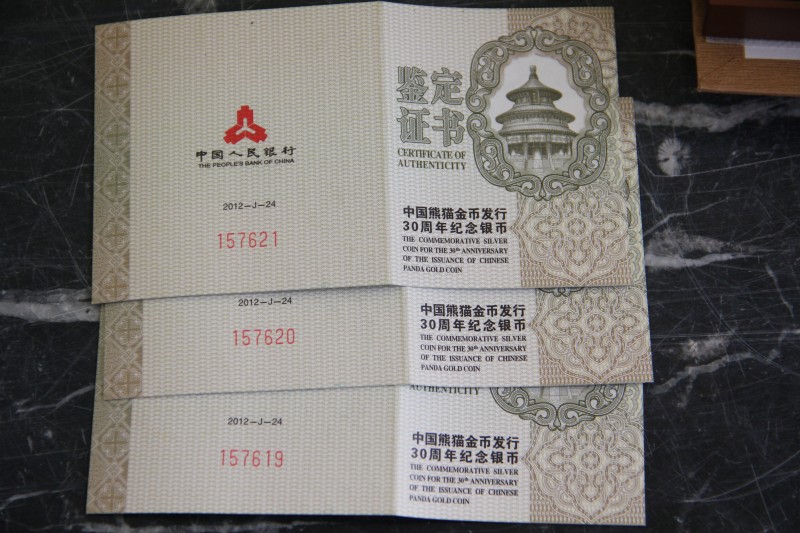 中国人民银行
THE PEOPLE'S BANK OF CHINA
2012-J-24
157621
鉴定
证书
CERTIFICATE OF
AUTHENTICITY
中国熊猫金币发行
30周年纪念银币
THE COMMEMORATIVE SILVER
COIN FOR THE 30th ANNIVERSARY
OF THE ISSUANCE OF CHINESE
PANDA GOLD COIN
2012-J-24
157620
中国熊猫金币发行
30周年纪念银币
THE COMMEMORATIVE SILVER
COIN FOR THE 30th ANNIVERSARY
OF THE ISSUANCE OF CHINESE
PANDA GOLD COIN
2012-J-24
157619
AUTHENTICITY
中国熊猫金币发行
30周年纪念银币
THE COMMEMORATIVE SILVER
COIN FOR THE 30th ANNIVERSARY
OF THE ISSUANCE OF CHINESE
PANDA GOLD COIN